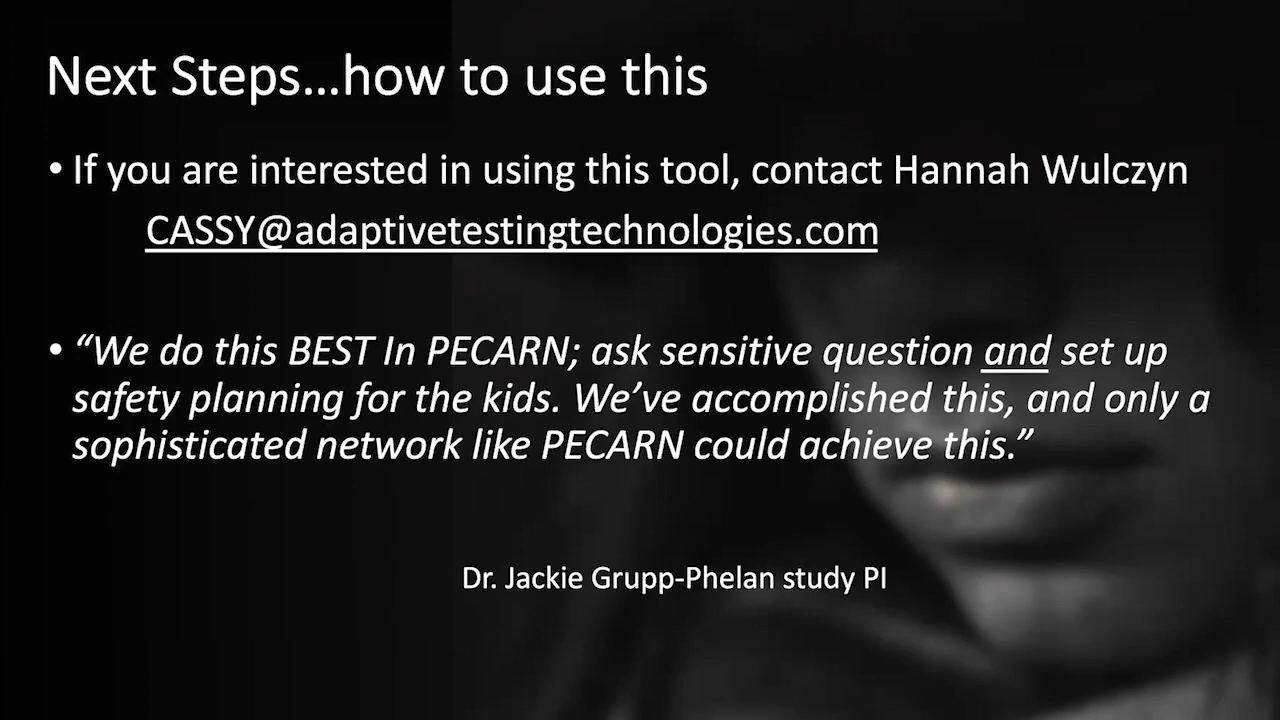 Next Steps...how to use this
• If you are interested in using this tool, contact Hannah Wulczyn
CASSY@adaptivetestingtechnologies.com
• “We do this BEST In PECARN; ask sensitive question and set up
safety planning for the kids. We’ve accomplished this, and only a
sophisticated network like PECARN could achieve this.”
Dr. Jackie Grupp-Phelan study PI